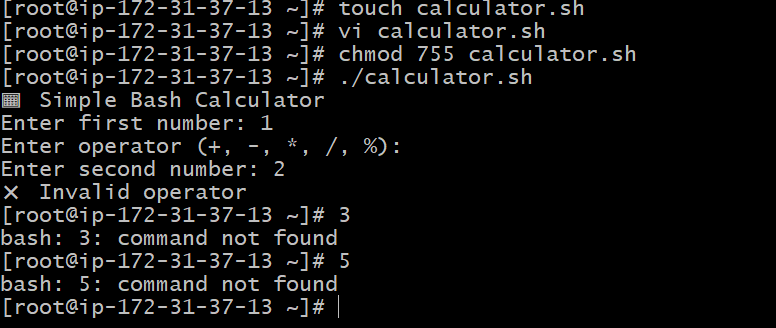 [root@ip-172-31-37-13 ~]# touch calculator.sh
[root@ip-172-31-37-13 ~]# vi calculator.sh
[root@ip-172-31-37-13 ~]# chmod 755 calculator.sh
[root@ip-172-31-37-13 ~]# ./calculator.sh
Simple Bash Calculator
Enter first number: 1
Enter operator (+, -, *, /, %):
Enter second number: 2
❌ Invalid operator
[root@ip-172-31-37-13 ~]# 3
bash: 3: command not found
[root@ip-172-31-37-13 ~]# 5
bash: 5: command not found
[root@ip-172-31-37-13 ~]#